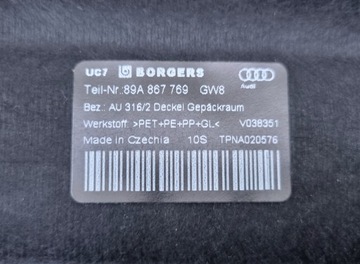 UC7 BORGERS
Audi
Teil-Nr.:89A 867 769 GW8
Bez.: AU 316/2 Deckel Gepäckraum
Werkstoff: >PET+PE+PP+GL< V038351
Made in Czechia 10S TPNA020576